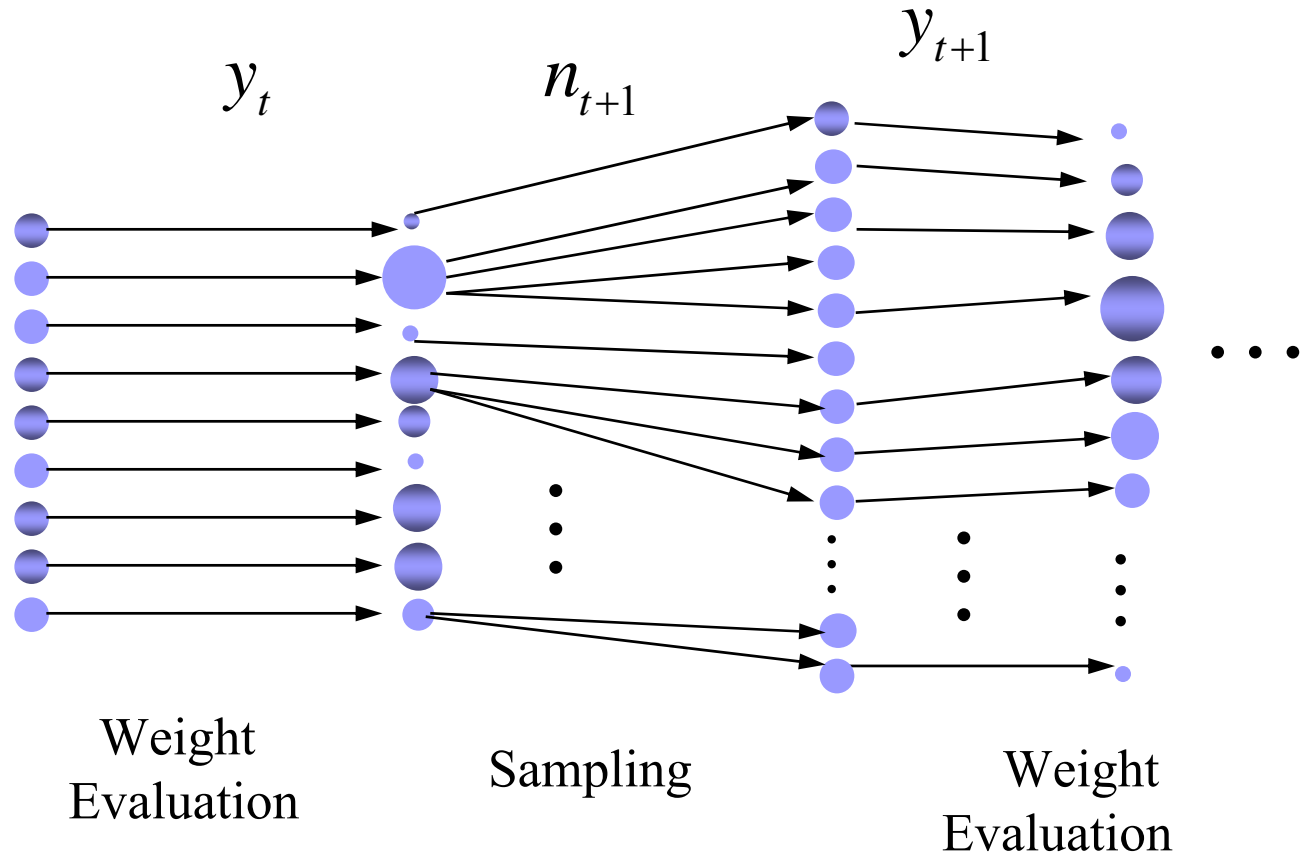 y_t
n_{t+1}
y_{t+1}
. . .
Weight
Evaluation
Sampling
Weight
Evaluation